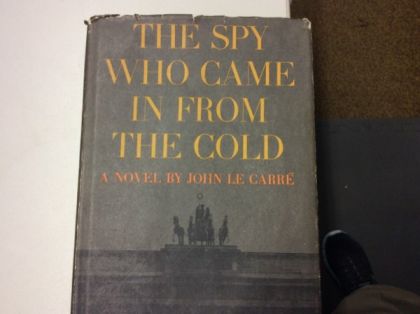 THE SPY
WHO CAME
IN FROM
THE COLD
A NOVEL BY JOHN LE CARRÉ